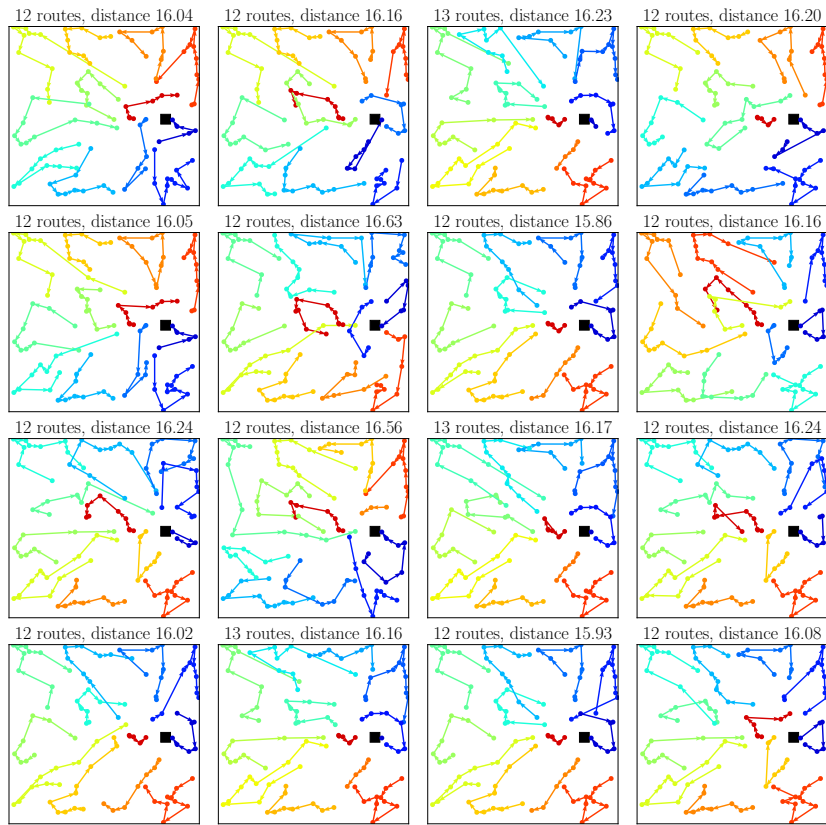 12 routes, distance 16.04
12 routes, distance 16.16
13 routes, distance 16.23
12 routes, distance 16.20
12 routes, distance 16.05
12 routes, distance 16.63
12 routes, distance 15.86
12 routes, distance 16.16
12 routes, distance 16.24
12 routes, distance 16.56
13 routes, distance 16.17
12 routes, distance 16.24
12 routes, distance 16.02
13 routes, distance 16.16
12 routes, distance 15.93
12 routes, distance 16.08